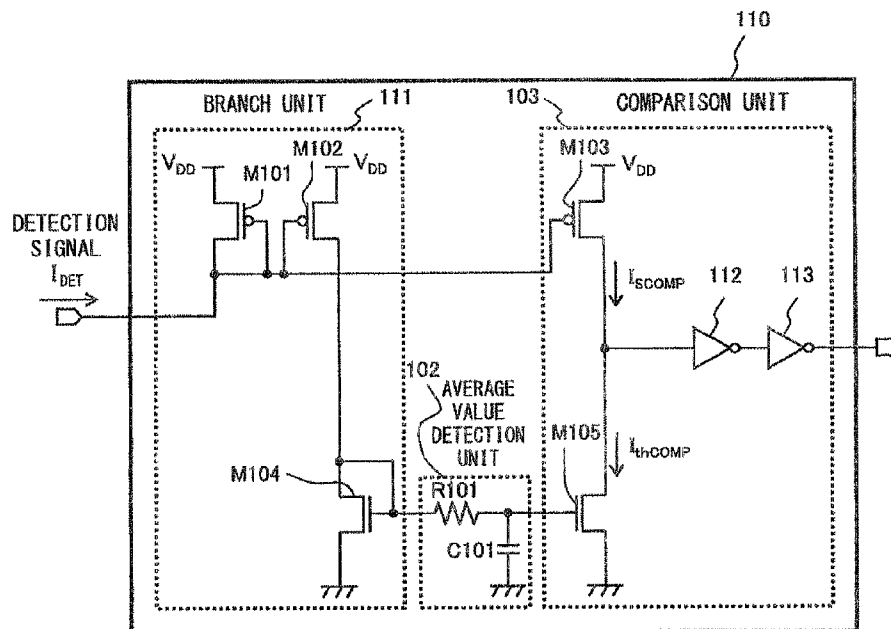 110
BRANCH UNIT
111
103
COMPARISON UNIT
M102
M103
VDD
M101
VDD
VDD
DETECTION
SIGNAL
IDET
ISCOMP
112
113
102
AVERAGE
VALUE
DETECTION
UNIT
M105
IthCOMP
M104
R101
C101